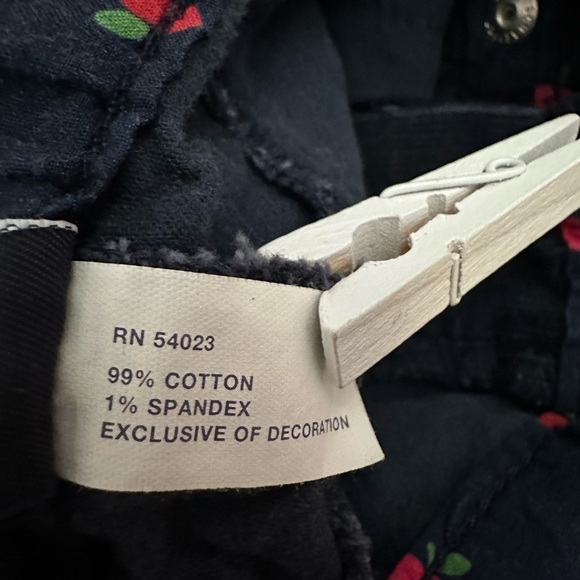 RN 54023
99% COTTON
1% SPANDEX
EXCLUSIVE OF DECORATION